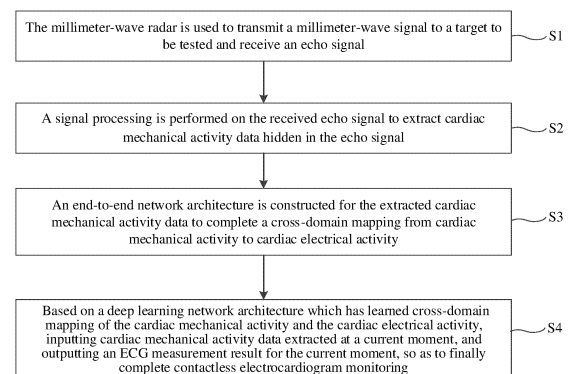 The millimeter-wave radar is used to transmit a millimeter-wave signal to a target to
be tested and receive an echo signal
S1
A signal processing is performed on the received echo signal to extract cardiac
mechanical activity data hidden in the echo signal
S2
An end-to-end network architecture is constructed for the extracted cardiac
mechanical activity data to complete a cross-domain mapping from cardiac
mechanical activity to cardiac electrical activity
S3
Based on a deep learning network architecture which has learned cross-domain
mapping of the cardiac mechanical activity and the cardiac electrical activity,
inputting cardiac mechanical activity data extracted at a current moment, and
outputting an ECG measurement result for the current moment, so as to finally
complete contactless electrocardiogram monitoring
S4